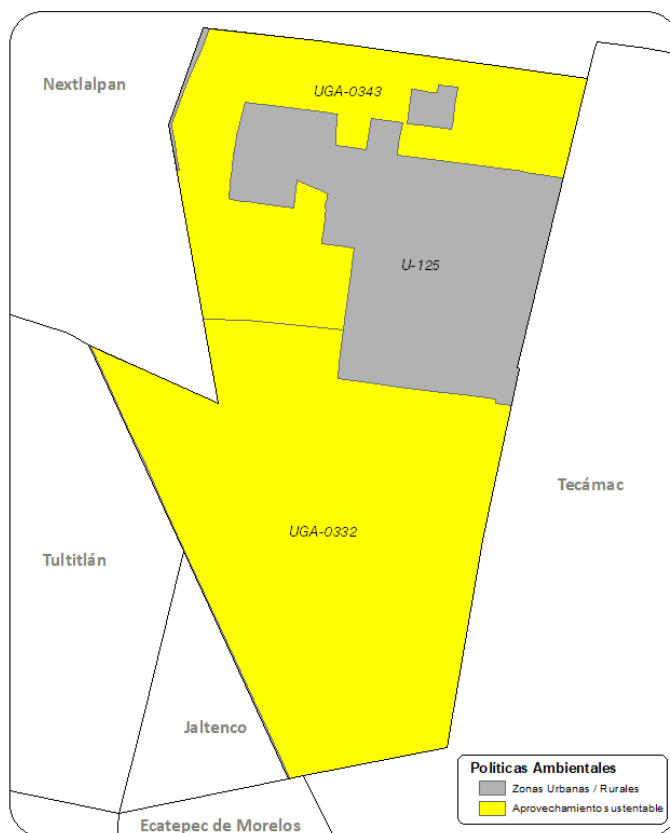 Nextlalpan
UGA-0343
U-125
Tecámac
UGA-0332
Tultitlán
Jaltenco
Políticas Ambientales
Zonas Urbanas / Rurales
Aprovechamiento sustentable
Ecatepec de Morelos